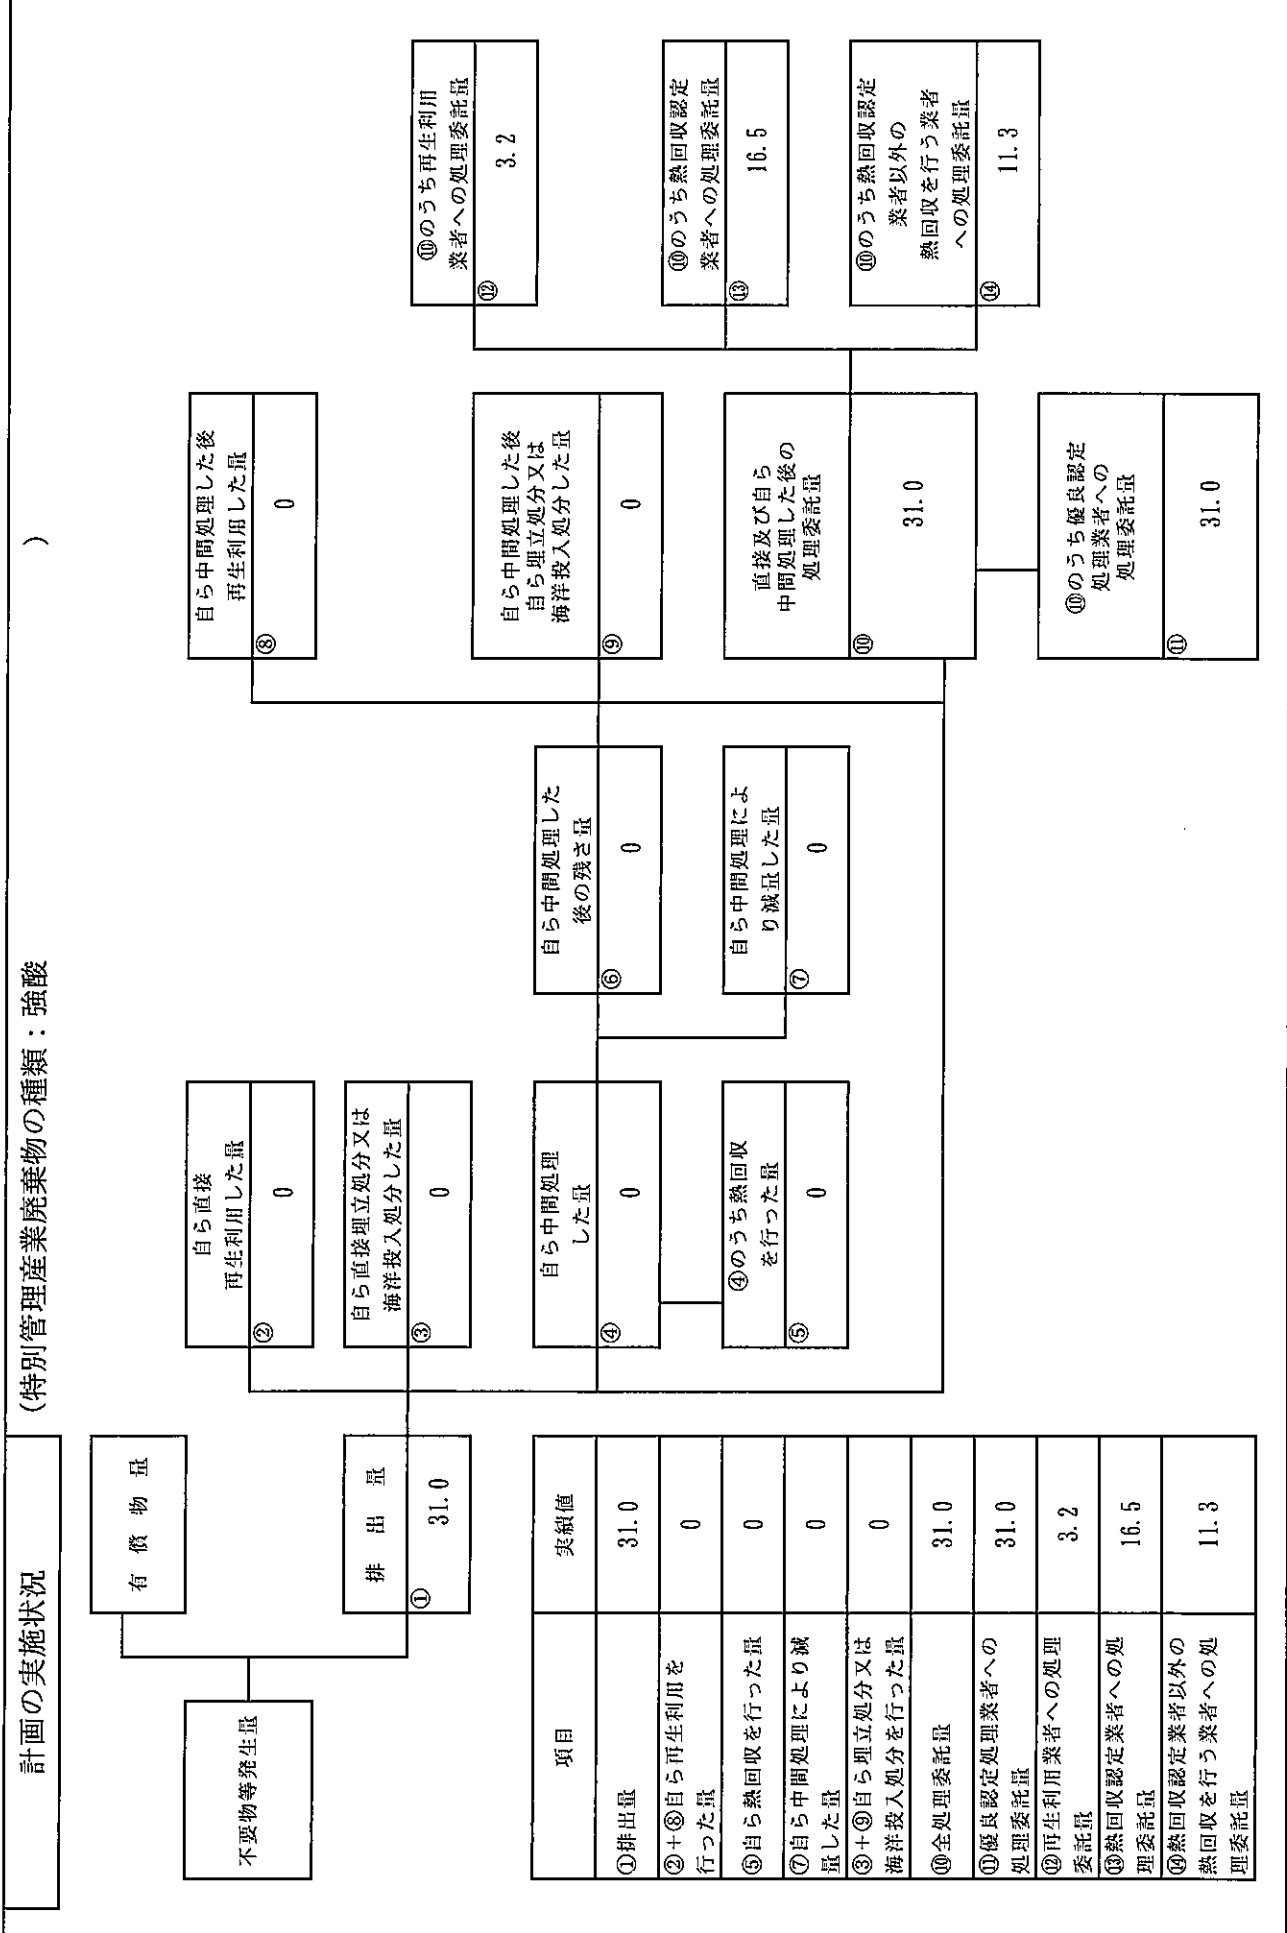 計画の実施状況
(特別管理産業廃棄物の種類：強酸
)
不要物等発生量
有 償 物 量
排 出 量
①
31.0
自ら直接
再生利用した量
②
0
自ら直接埋立処分又は
海洋投入処分した量
③
0
自ら中間処理
した量
④
0
④のうち熱回収
を行った量
⑤
0
自ら中間処理した
後の残さ量
⑥
0
自ら中間処理によ
り減量した量
⑦
0
自ら中間処理した後
再生利用した量
⑧
0
自ら中間処理した後
自ら埋立処分又は
海洋投入処分した量
⑨
0
直接及び自ら
中間処理した後の
処理委託量
⑩
31.0
⑩のうち優良認定
処理業者への
処理委託量
⑪
31.0
⑩のうち再生利用
業者への処理委託量
⑫
3.2
⑩のうち熱回収認定
業者への処理委託量
⑬
16.5
⑩のうち熱回収認定
業者以外の
熱回収を行う業者
への処理委託量
⑭
11.3
項目 実績値
①排出量 31.0
②+⑧自ら再生利用を
行った量 0
⑤自ら熱回収を行った量 0
⑦自ら中間処理により減
量した量 0
③+⑨自ら埋立処分又は
海洋投入処分を行った量 0
⑩全処理委託量 31.0
⑪優良認定処理業者への
処理委託量 31.0
⑫再生利用業者への処理
委託量 3.2
⑬熱回収認定業者への処
理委託量 16.5
⑭熱回収認定業者以外の
熱回収を行う業者への処
理委託量 11.3